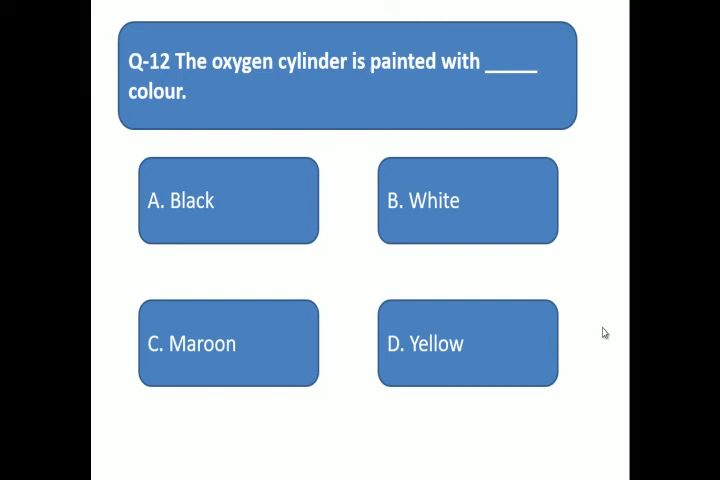 Q-12 The oxygen cylinder is painted with _____
colour.
A. Black
B. White
C. Maroon
D. Yellow